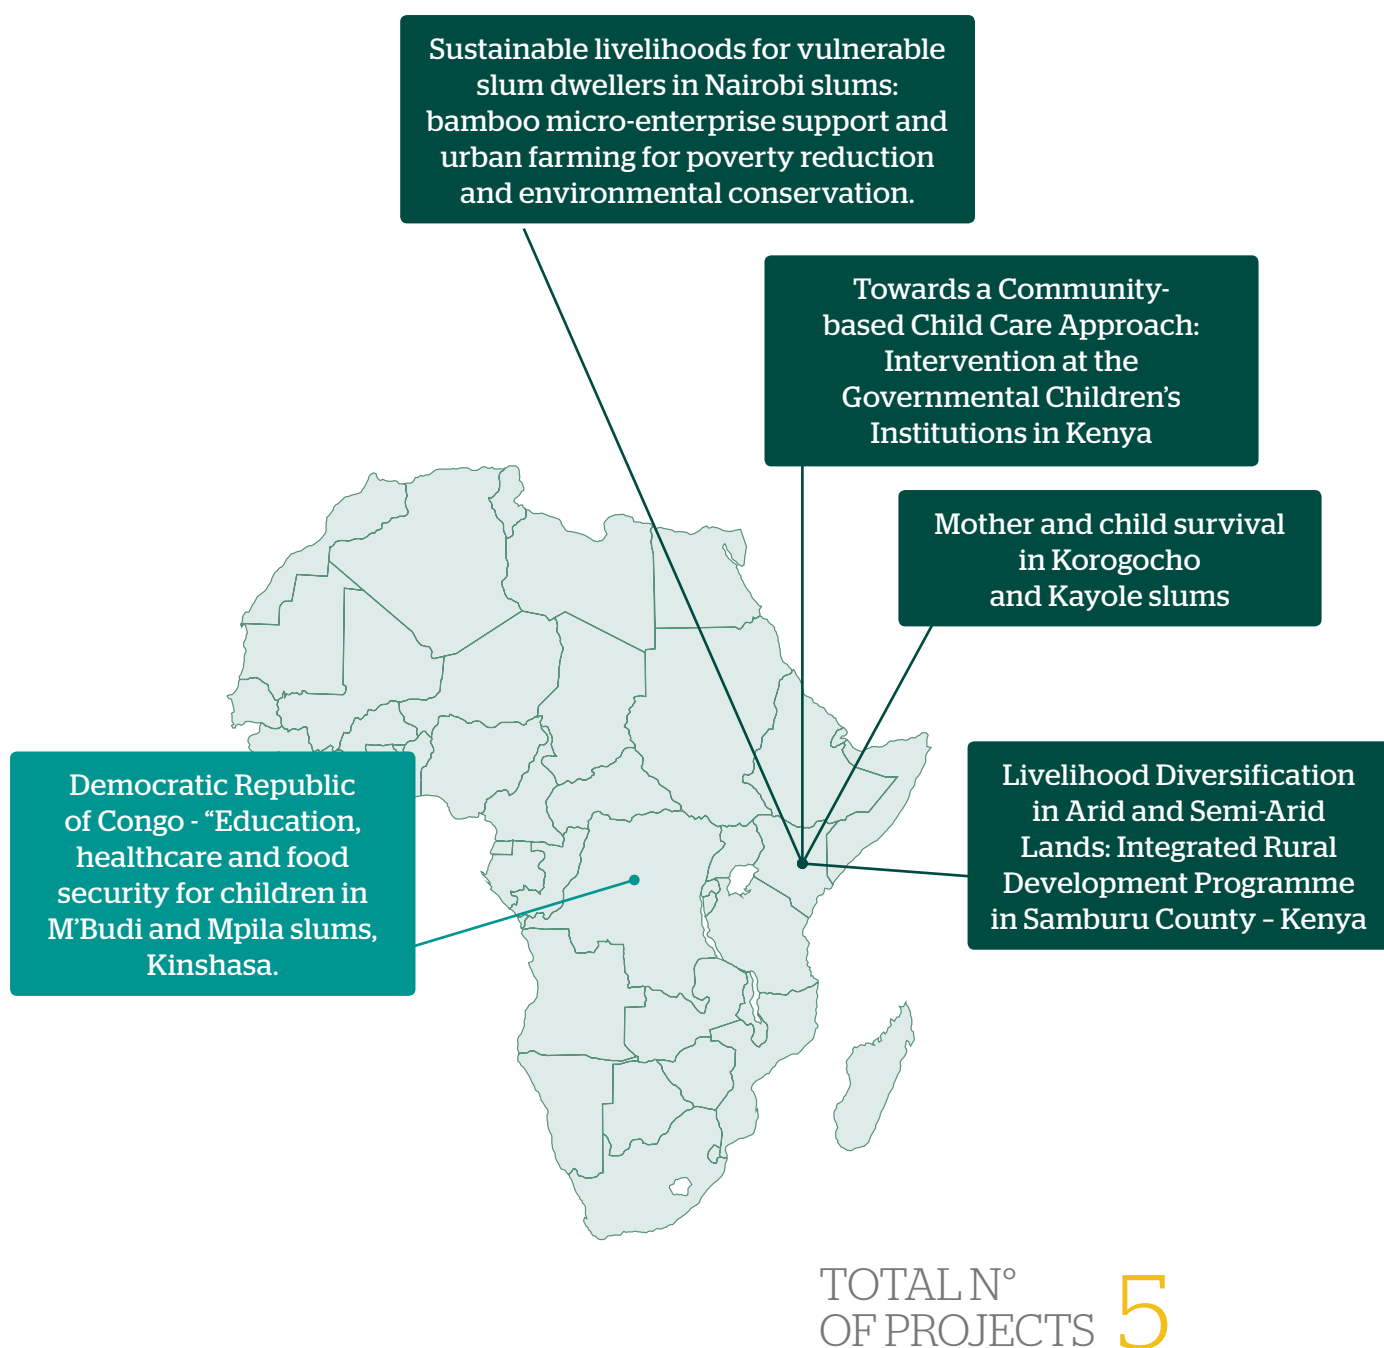 Sustainable livelihoods for vulnerable
slum dwellers in Nairobi slums:
bamboo micro-enterprise support and
urban farming for poverty reduction
and environmental conservation.
Towards a Community-
based Child Care Approach:
Intervention at the
Governmental Children’s
Institutions in Kenya
Mother and child survival
in Korogocho
and Kayole slums
Livelihood Diversification
in Arid and Semi-Arid
Lands: Integrated Rural
Development Programme
in Samburu County – Kenya
Democratic Republic
of Congo - “Education,
healthcare and food
security for children in
M’Budi and Mpila slums,
Kinshasa.
TOTAL N°
OF PROJECTS 5